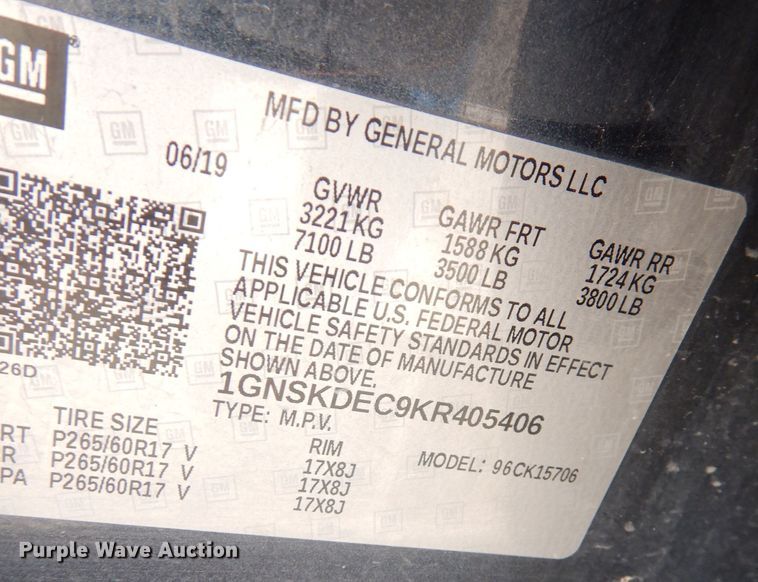 GM
MFD BY GENERAL MOTORS LLC
06/19
GVWR GAWR FRT GAWR RR
3221 KG 1588 KG 1724 KG
7100 LB 3500 LB 3800 LB
THIS VEHICLE CONFORMS TO ALL
APPLICABLE U.S. FEDERAL MOTOR
VEHICLE SAFETY STANDARDS IN EFFECT
ON THE DATE OF MANUFACTURE
SHOWN ABOVE.
26D
1GNSKDEC9KR405406
TYPE: M.P.V. MODEL: 96CK15706
TIRE SIZE RIM
RT P265/60R17 V 17X8J
R P265/60R17 V 17X8J
PA P265/60R17 V 17X8J
Purple Wave Auction